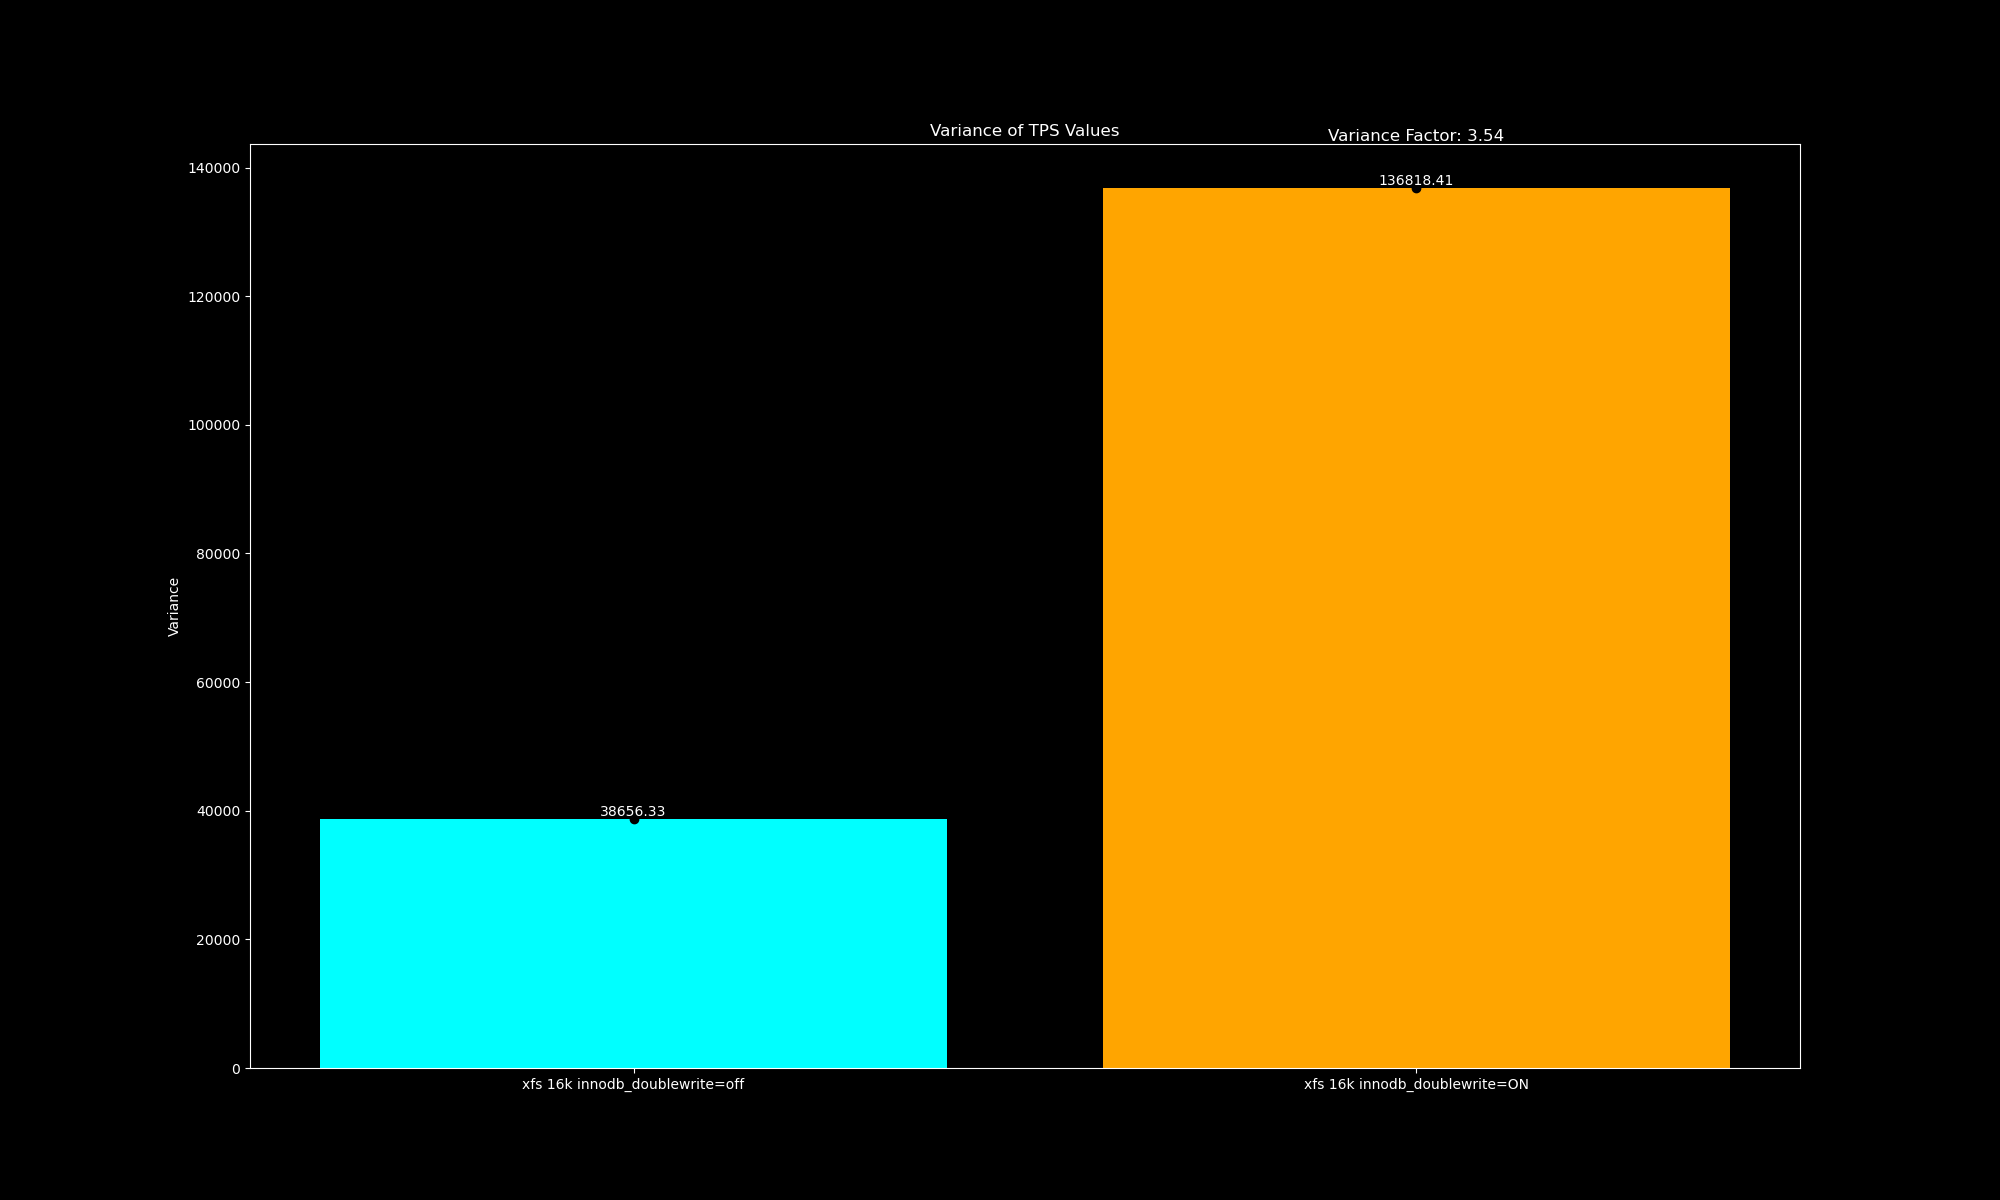 Variance of TPS Values
Variance Factor: 3.54
140000
136818.41
120000
100000
80000
Variance
60000
40000
38656.33
20000
0
xfs 16k innodb_doublewrite=off
xfs 16k innodb_doublewrite=ON